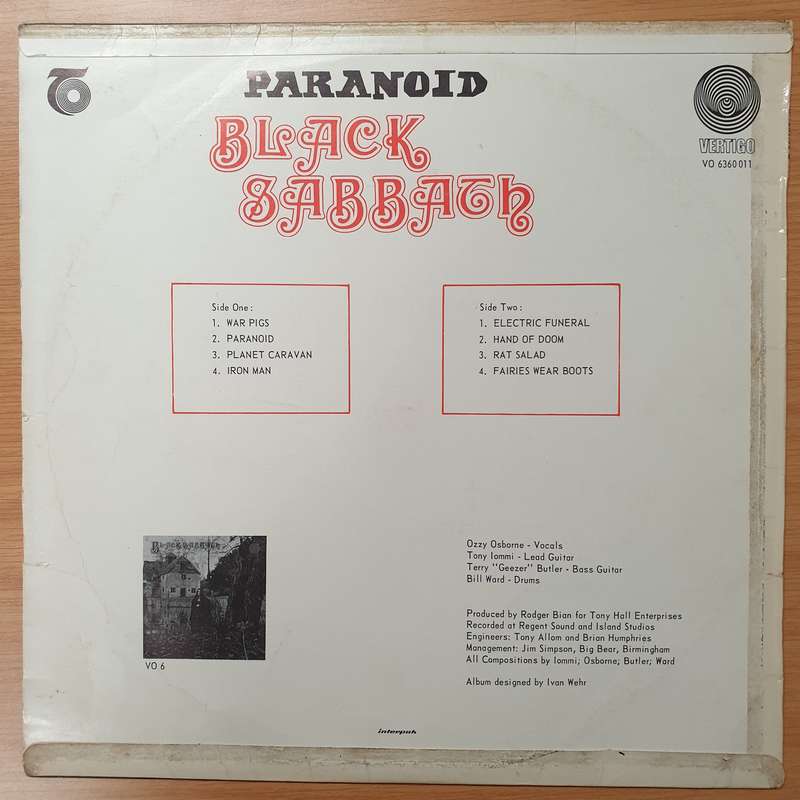 PARANOID
BLACK
SABBATH
VERTIGO
VO 6360 011
Side One :
1. WAR PIGS
2. PARANOID
3. PLANET CARAVAN
4. IRON MAN
Side Two :
1. ELECTRIC FUNERAL
2. HAND OF DOOM
3. RAT SALAD
4. FAIRIES WEAR BOOTS
BLACK SABBATH
VO 6
Ozzy Osborne - Vocals
Tony Iommi - Lead Guitar
Terry "Geezer" Butler - Bass Guitar
Bill Ward - Drums
Produced by Rodger Bian for Tony Hall Enterprises
Recorded at Regent Sound and Island Studios
Engineers: Tony Allom and Brian Humphries
Management: Jim Simpson, Big Bear, Birmingham
All Compositions by Iommi; Osborne; Butler; Ward
Album designed by Ivan Wehr
interpak